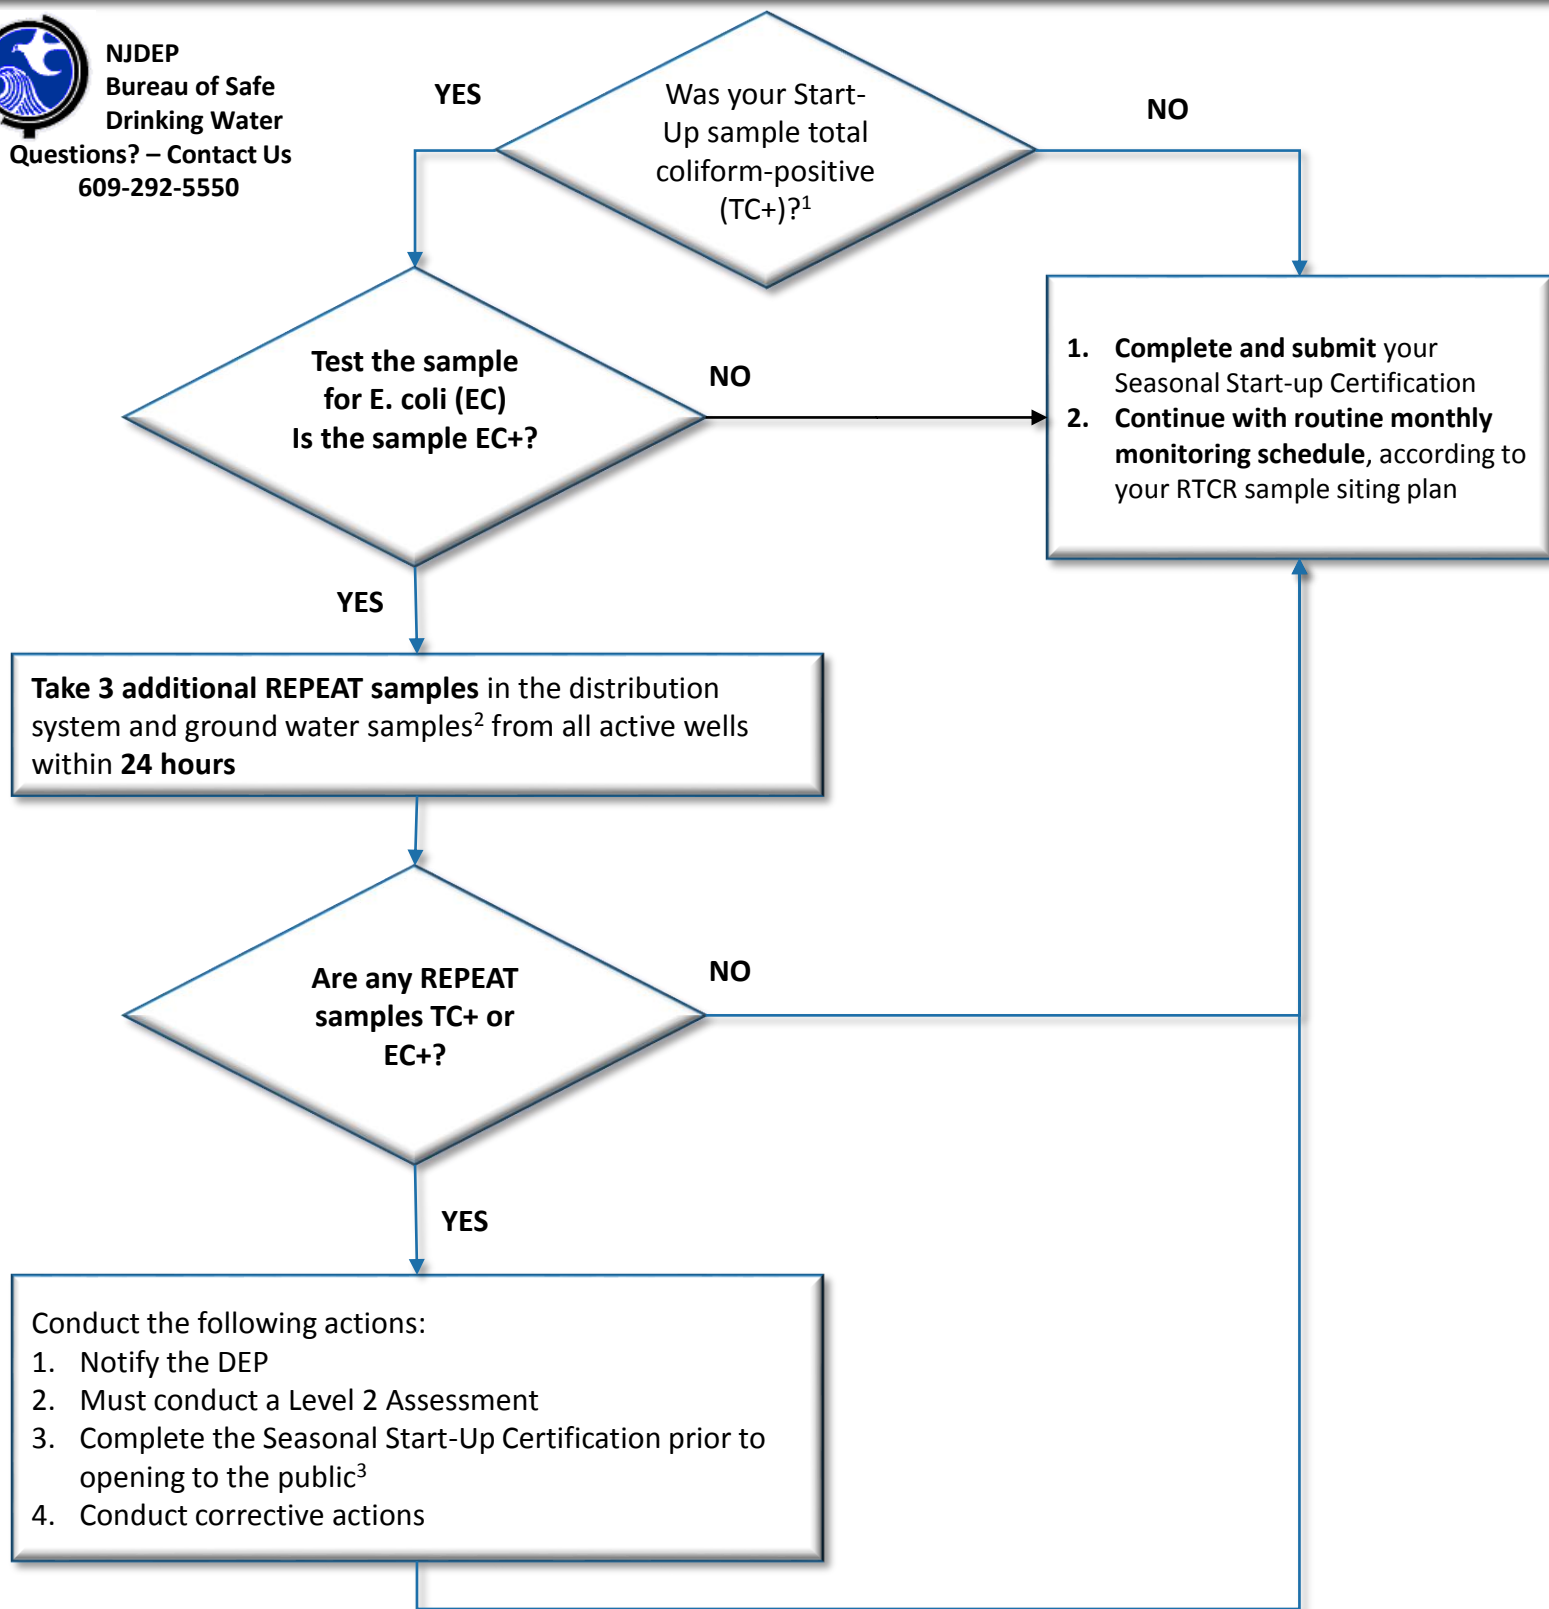 NJDEP
Bureau of Safe
Drinking Water
Questions? – Contact Us
609-292-5550
YES
Was your Start-
Up sample total
coliform-positive
(TC+)?¹
NO
Test the sample
for E. coli (EC)
Is the sample EC+?
NO
1. Complete and submit your
Seasonal Start-up Certification
2. Continue with routine monthly
monitoring schedule, according to
your RTCR sample siting plan
YES
Take 3 additional REPEAT samples in the distribution
system and ground water samples² from all active wells
within 24 hours
Are any REPEAT
samples TC+ or
EC+?
NO
YES
Conduct the following actions:
1. Notify the DEP
2. Must conduct a Level 2 Assessment
3. Complete the Seasonal Start-Up Certification prior to
opening to the public³
4. Conduct corrective actions